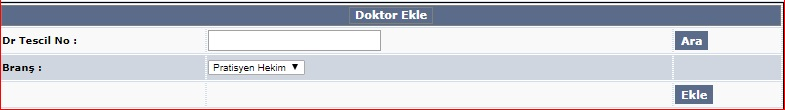 Doktor Ekle
Dr Tescil No : Ara
Branş : Pratisyen Hekim
Ekle